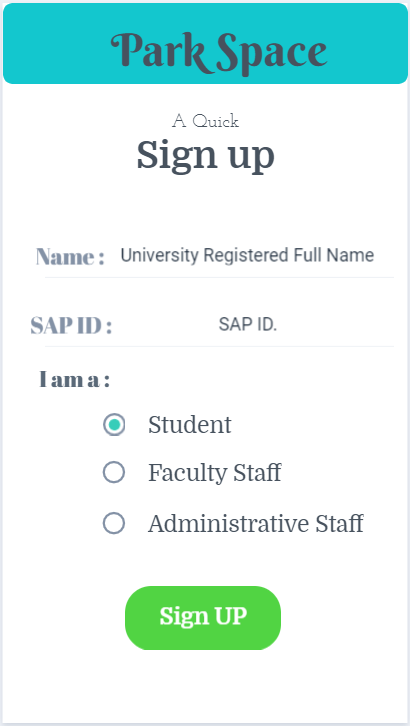 Park Space
A Quick
Sign up
Name : University Registered Full Name
SAP ID : SAP ID.
I am a :
Student
Faculty Staff
Administrative Staff
Sign UP